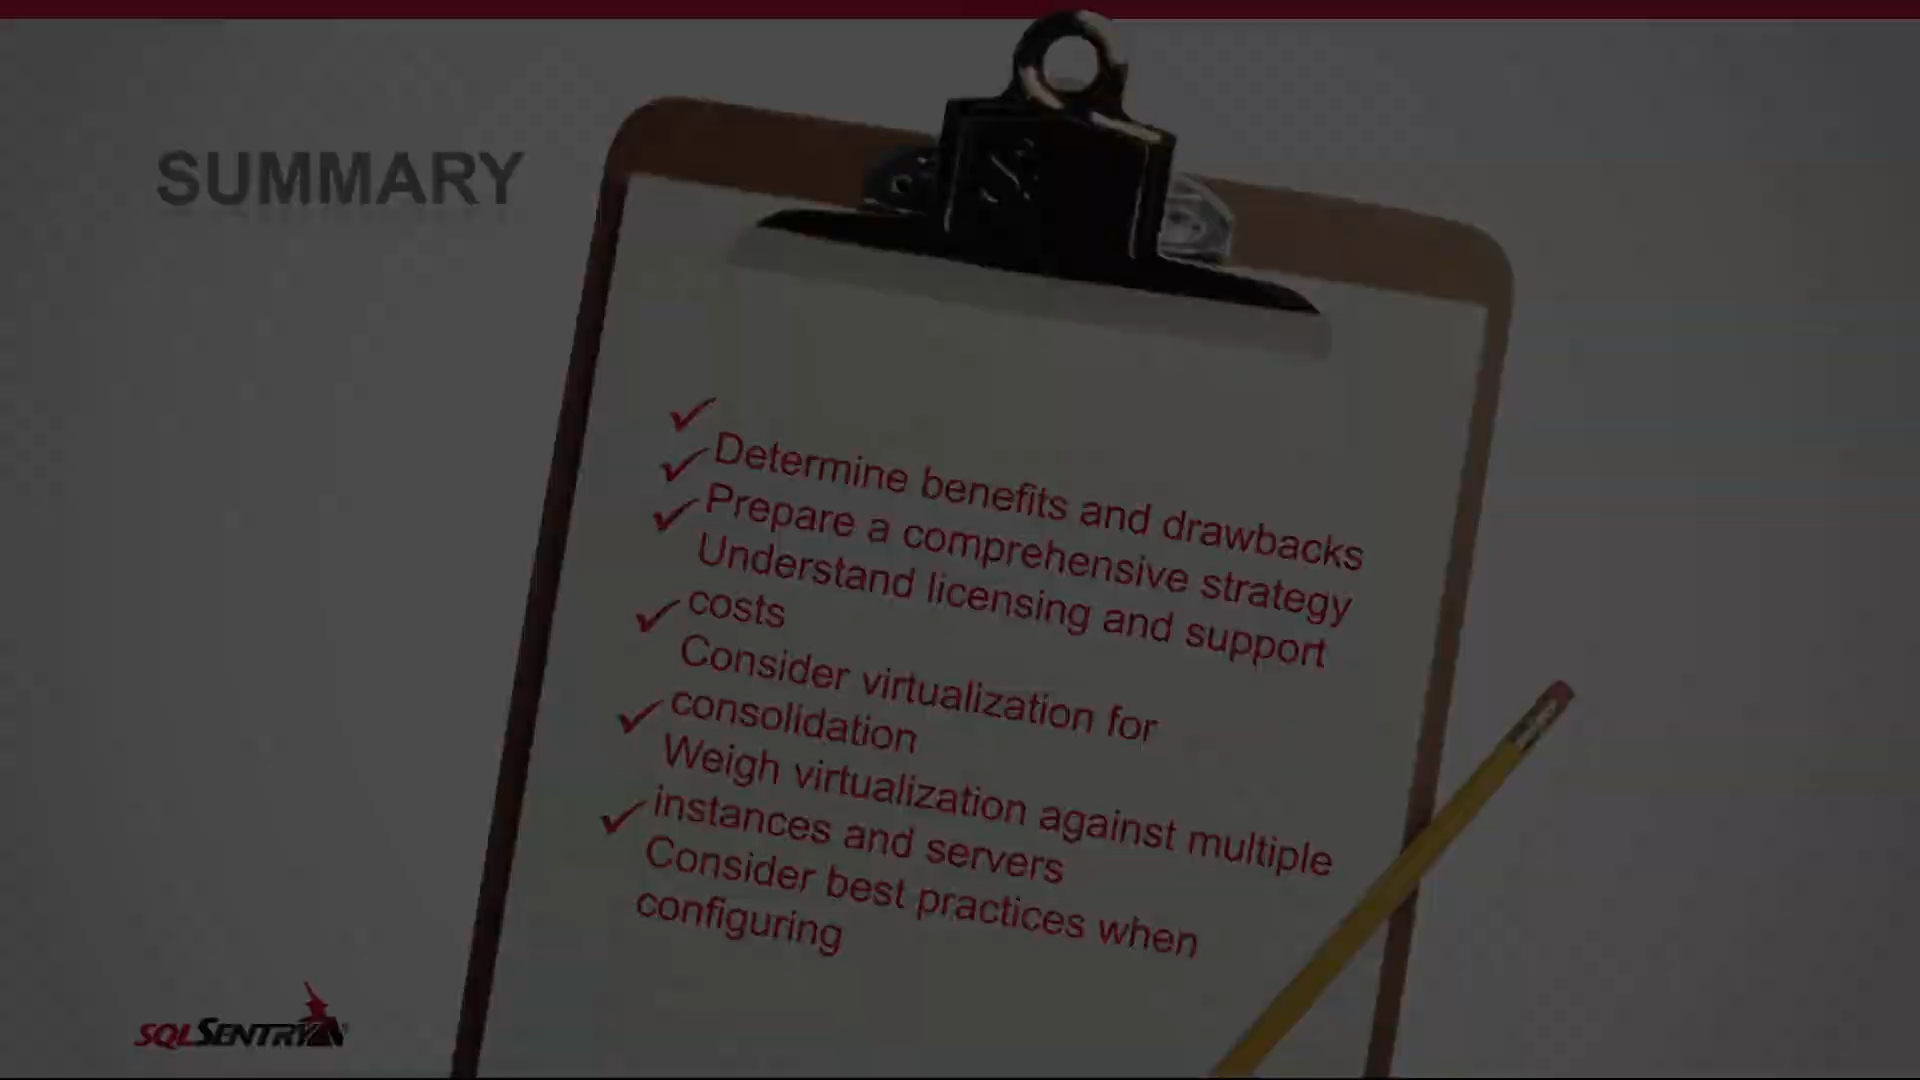 SUMMARY
Determine benefits and drawbacks
Prepare a comprehensive strategy
Understand licensing and support
costs
Consider virtualization for
consolidation
Weigh virtualization against multiple
instances and servers
Consider best practices when
configuring
SQLSENTRY